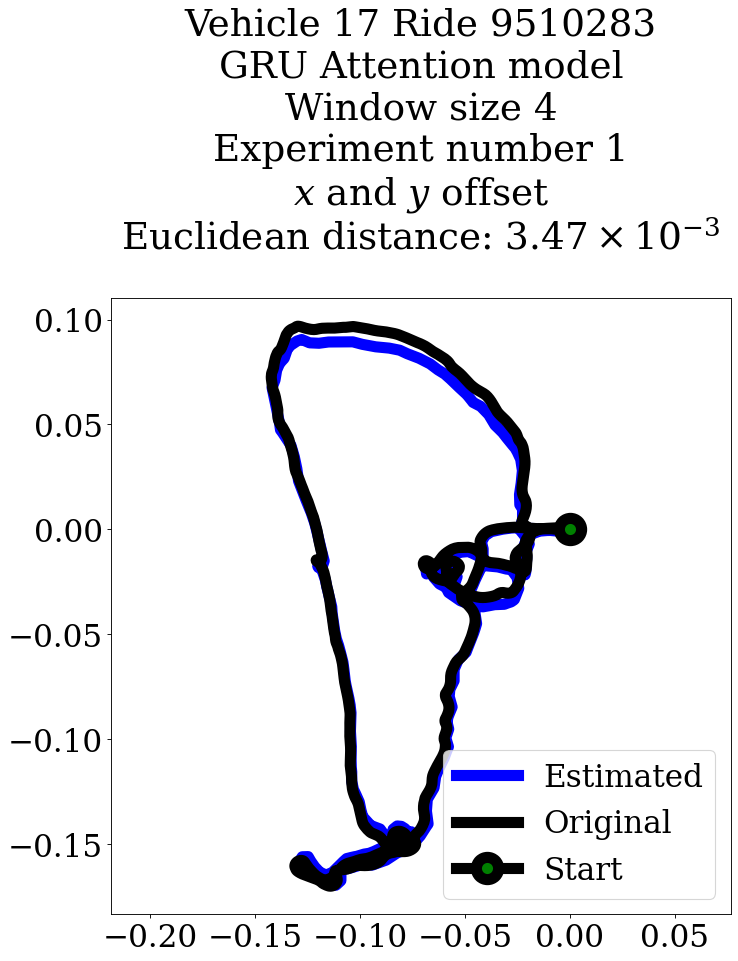 Vehicle 17 Ride 9510283
GRU Attention model
Window size 4
Experiment number 1
x and y offset
Euclidean distance: 3.47 × 10⁻³
0.10
0.05
0.00
−0.05
−0.10
−0.15
Estimated
Original
Start
−0.20 −0.15 −0.10 −0.05 0.00 0.05